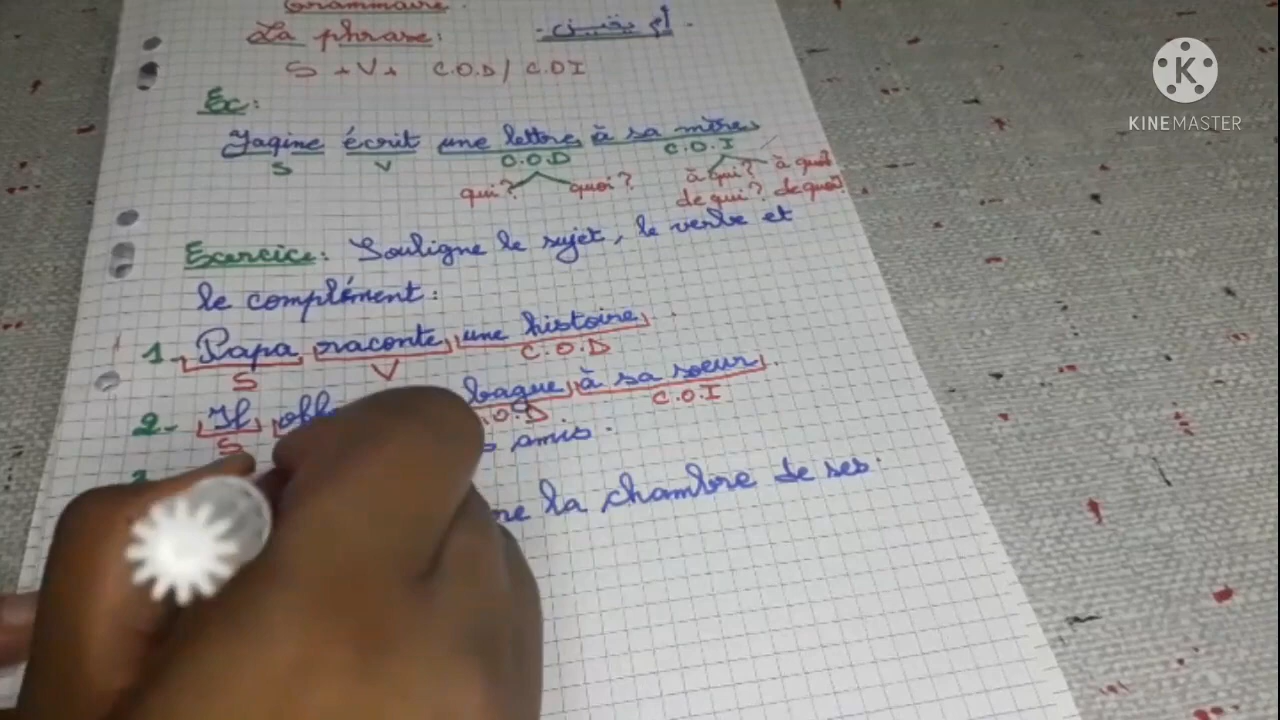 Grammaire.
La phrase: - أم يقين -
S + V + C.O.D / C.O.I
Ex:
Yagine écrit une lettre à sa mère
S V C.O.D C.O.I
qui? quoi? à qui? à quoi?
de qui? de quoi?
Exercice: Souligne le sujet, le verbe et
le complément:
1. Papa raconte une histoire.
S V C.O.D
2- Il bague à sa soeur.
S O.D C.O.I
amis.
la chambre de ses
KINEMASTER